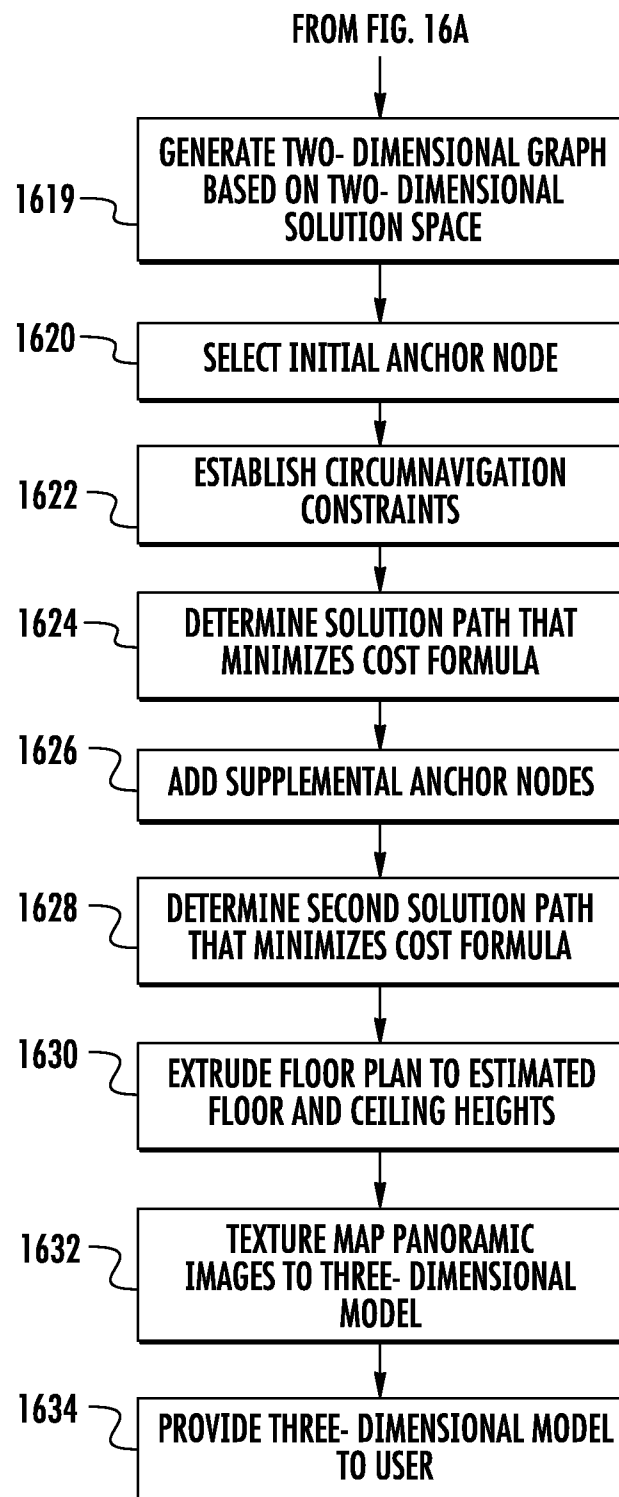 FROM FIG. 16A
1619
GENERATE TWO- DIMENSIONAL GRAPH
BASED ON TWO- DIMENSIONAL
SOLUTION SPACE
1620
SELECT INITIAL ANCHOR NODE
1622
ESTABLISH CIRCUMNAVIGATION
CONSTRAINTS
1624
DETERMINE SOLUTION PATH THAT
MINIMIZES COST FORMULA
1626
ADD SUPPLEMENTAL ANCHOR NODES
1628
DETERMINE SECOND SOLUTION PATH
THAT MINIMIZES COST FORMULA
1630
EXTRUDE FLOOR PLAN TO ESTIMATED
FLOOR AND CEILING HEIGHTS
1632
TEXTURE MAP PANORAMIC
IMAGES TO THREE- DIMENSIONAL
MODEL
1634
PROVIDE THREE- DIMENSIONAL MODEL
TO USER